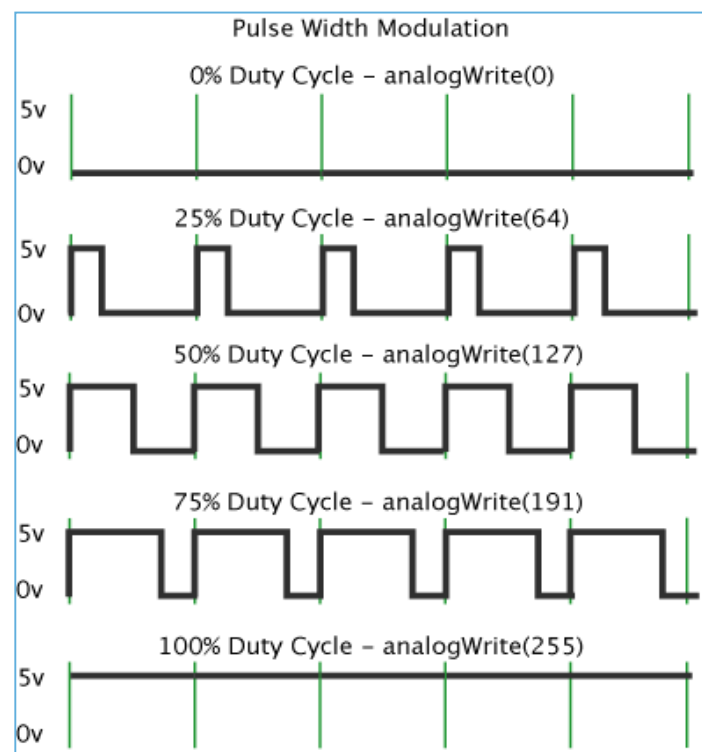 Pulse Width Modulation
0% Duty Cycle – analogWrite(0)
5v
0v
25% Duty Cycle – analogWrite(64)
5v
0v
50% Duty Cycle – analogWrite(127)
5v
0v
75% Duty Cycle – analogWrite(191)
5v
0v
100% Duty Cycle – analogWrite(255)
5v
0v